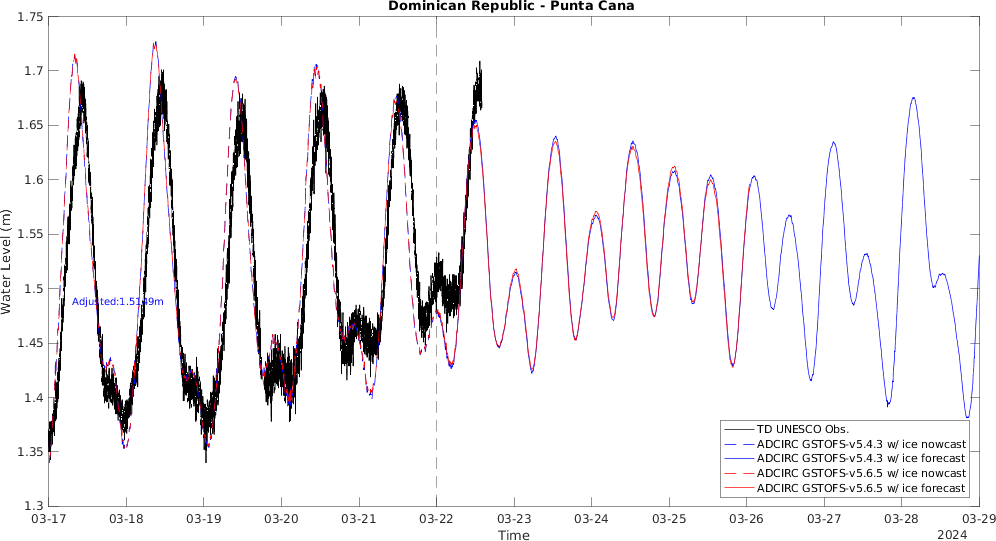 Dominican Republic - Punta Cana
Water Level (m)
1.75
1.7
1.65
1.6
1.55
1.5
1.45
1.4
1.35
1.3
Adjusted:1.5149m
TD UNESCO Obs.
ADCIRC GSTOFS-v5.4.3 w/ ice nowcast
ADCIRC GSTOFS-v5.4.3 w/ ice forecast
ADCIRC GSTOFS-v5.6.5 w/ ice nowcast
ADCIRC GSTOFS-v5.6.5 w/ ice forecast
03-17 03-18 03-19 03-20 03-21 03-22 03-23 03-24 03-25 03-26 03-27 03-28 03-29
Time
2024